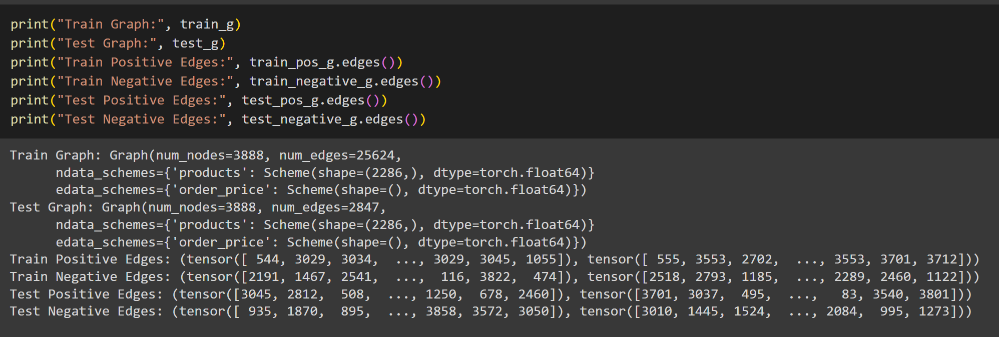 print("Train Graph:", train_g)
print("Test Graph:", test_g)
print("Train Positive Edges:", train_pos_g.edges())
print("Train Negative Edges:", train_negative_g.edges())
print("Test Positive Edges:", test_pos_g.edges())
print("Test Negative Edges:", test_negative_g.edges())
Train Graph: Graph(num_nodes=3888, num_edges=25624,
      ndata_schemes={'products': Scheme(shape=(2286,), dtype=torch.float64)}
      edata_schemes={'order_price': Scheme(shape=(), dtype=torch.float64)})
Test Graph: Graph(num_nodes=3888, num_edges=2847,
      ndata_schemes={'products': Scheme(shape=(2286,), dtype=torch.float64)}
      edata_schemes={'order_price': Scheme(shape=(), dtype=torch.float64)})
Train Positive Edges: (tensor([ 544, 3029, 3034,  ..., 3029, 3045, 1055]), tensor([ 555, 3553, 2702,  ..., 3553, 3701, 3712]))
Train Negative Edges: (tensor([2191, 1467, 2541,  ...,  116, 3822,  474]), tensor([2518, 2793, 1185,  ..., 2289, 2460, 1122]))
Test Positive Edges: (tensor([3045, 2812,  508,  ..., 1250,  678, 2460]), tensor([3701, 3037,  495,  ...,   83, 3540, 3801]))
Test Negative Edges: (tensor([ 935, 1870,  895,  ..., 3858, 3572, 3050]), tensor([3010, 1445, 1524,  ..., 2084,  995, 1273]))